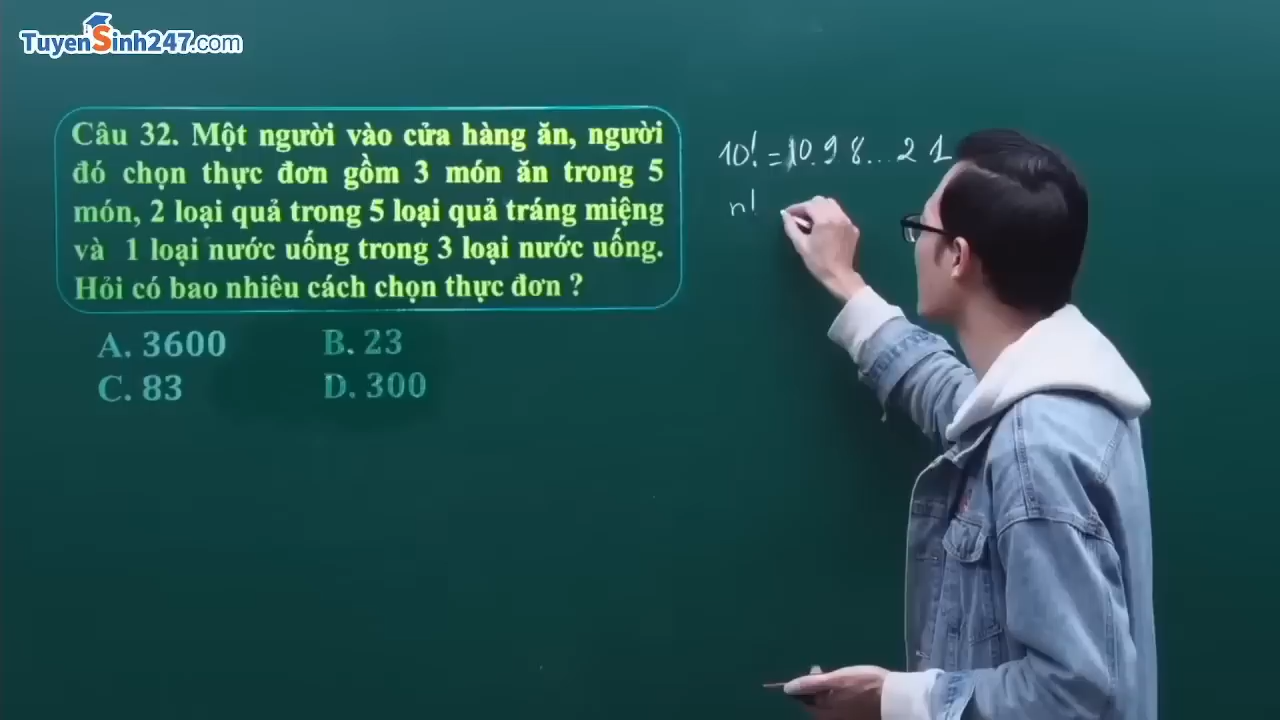 TuyenSinh247.com
Câu 32. Một người vào cửa hàng ăn, người
đó chọn thực đơn gồm 3 món ăn trong 5
món, 2 loại quả trong 5 loại quả tráng miệng
và 1 loại nước uống trong 3 loại nước uống.
Hỏi có bao nhiêu cách chọn thực đơn ?
A. 3600 B. 23
C. 83 D. 300
10! = 10.9 8...2 1
n!